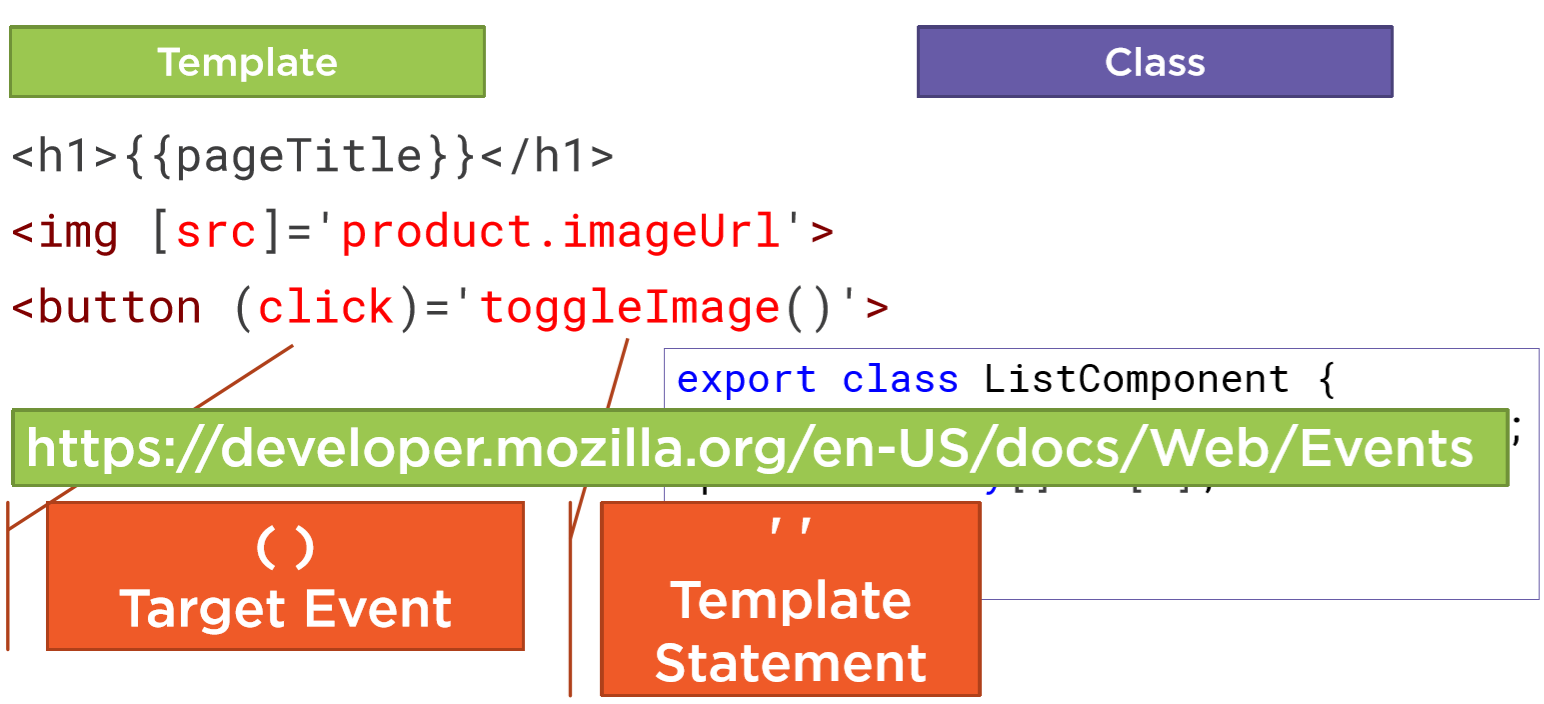 Template
Class
<h1>{{pageTitle}}</h1>
<img [src]='product.imageUrl'>
<button (click)='toggleImage()'>
export class ListComponent {
;
https://developer.mozilla.org/en-US/docs/Web/Events
( )
Target Event
' '
Template
Statement